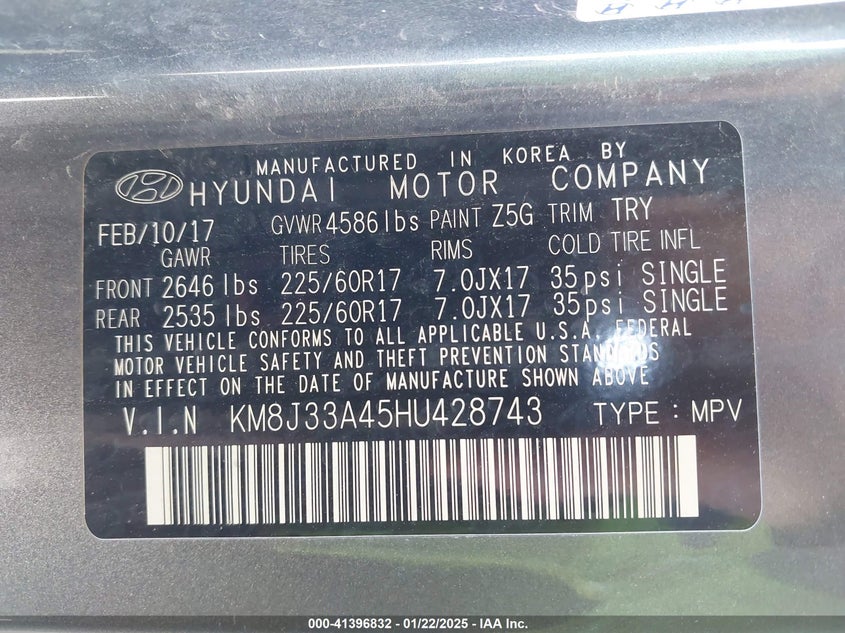 MANUFACTURED IN KOREA BY
HYUNDAI MOTOR COMPANY
FEB/10/17 GVWR 4586 lbs PAINT Z5G TRIM TRY
GAWR TIRES RIMS COLD TIRE INFL
FRONT 2646 lbs 225/60R17 7.0JX17 35psi SINGLE
REAR 2535 lbs 225/60R17 7.0JX17 35psi SINGLE
THIS VEHICLE CONFORMS TO ALL APPLICABLE U.S.A. FEDERAL
MOTOR VEHICLE SAFETY AND THEFT PREVENTION STANDARDS
IN EFFECT ON THE DATE OF MANUFACTURE SHOWN ABOVE
V.I.N KM8J33A45HU428743 TYPE : MPV
000-41396832 - 01/22/2025 - IAA Inc.